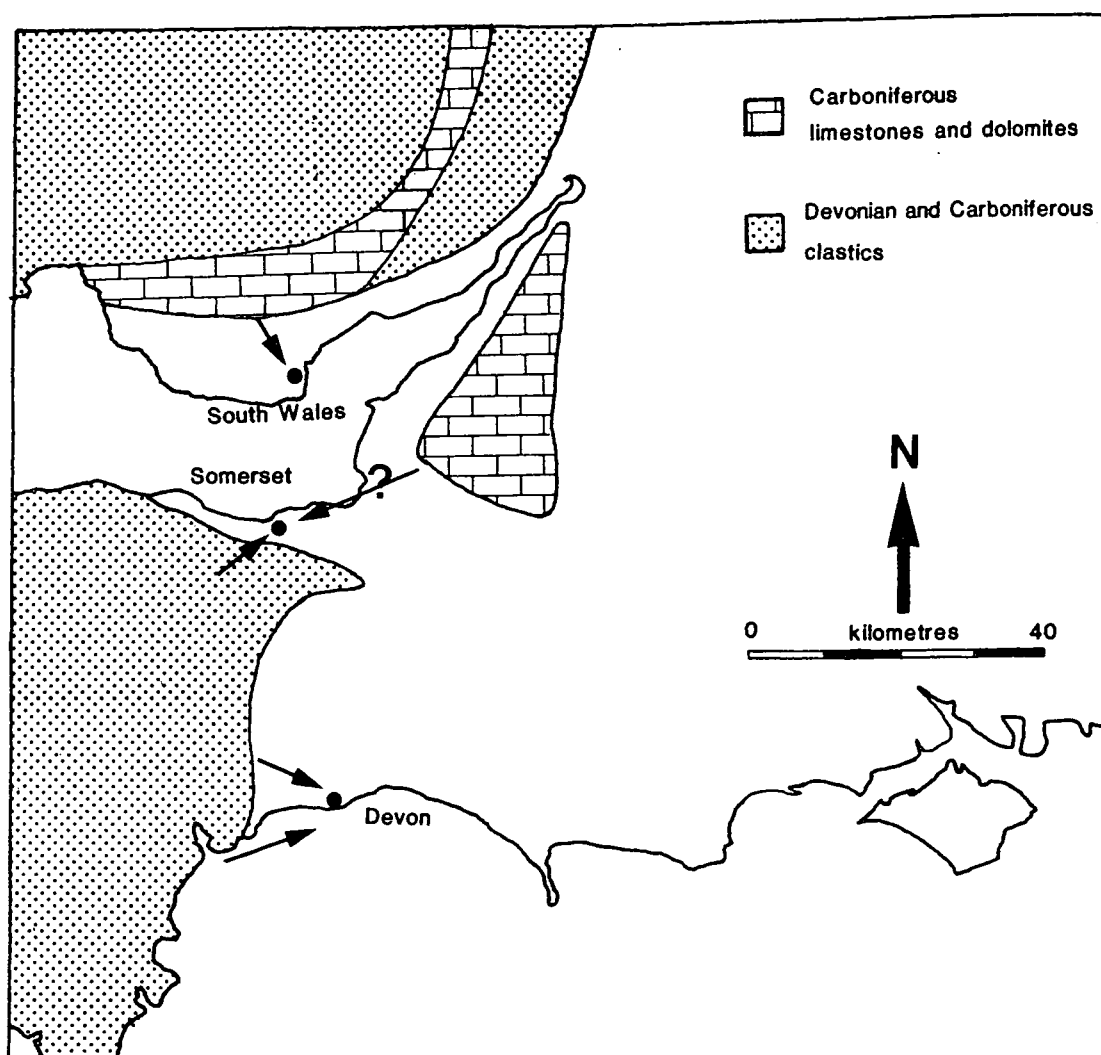 Carboniferous
limestones and dolomites
Devonian and Carboniferous
clastics
South Wales
Somerset
?
N
0 kilometres 40
Devon